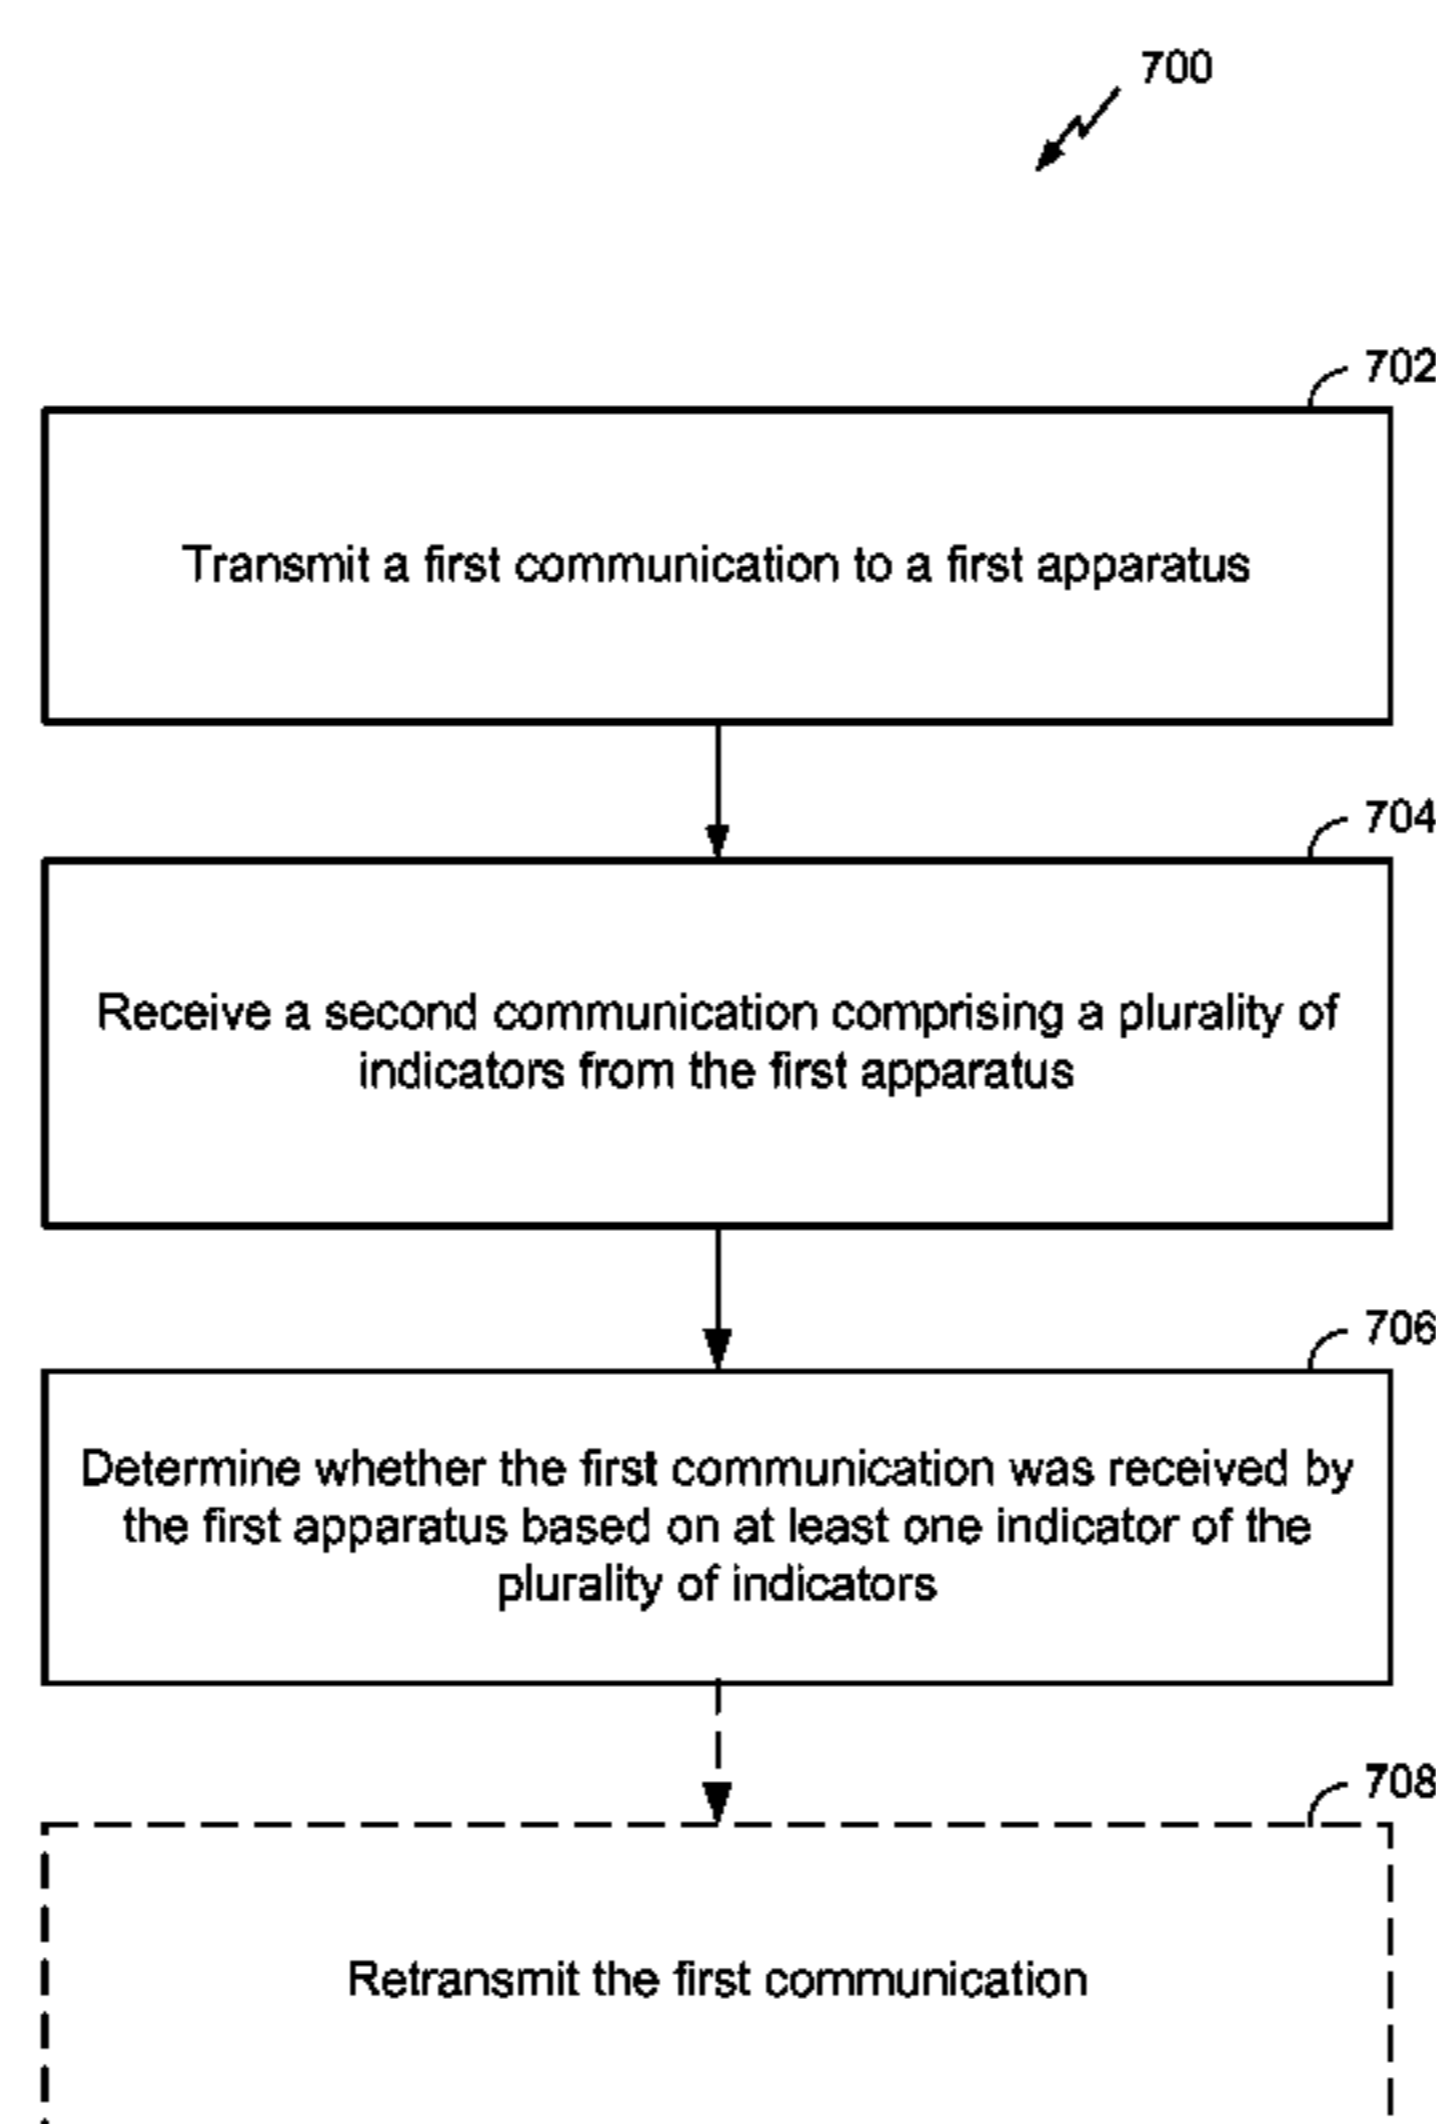 700
702
Transmit a first communication to a first apparatus
704
Receive a second communication comprising a plurality of
indicators from the first apparatus
706
Determine whether the first communication was received by
the first apparatus based on at least one indicator of the
plurality of indicators
708
Retransmit the first communication